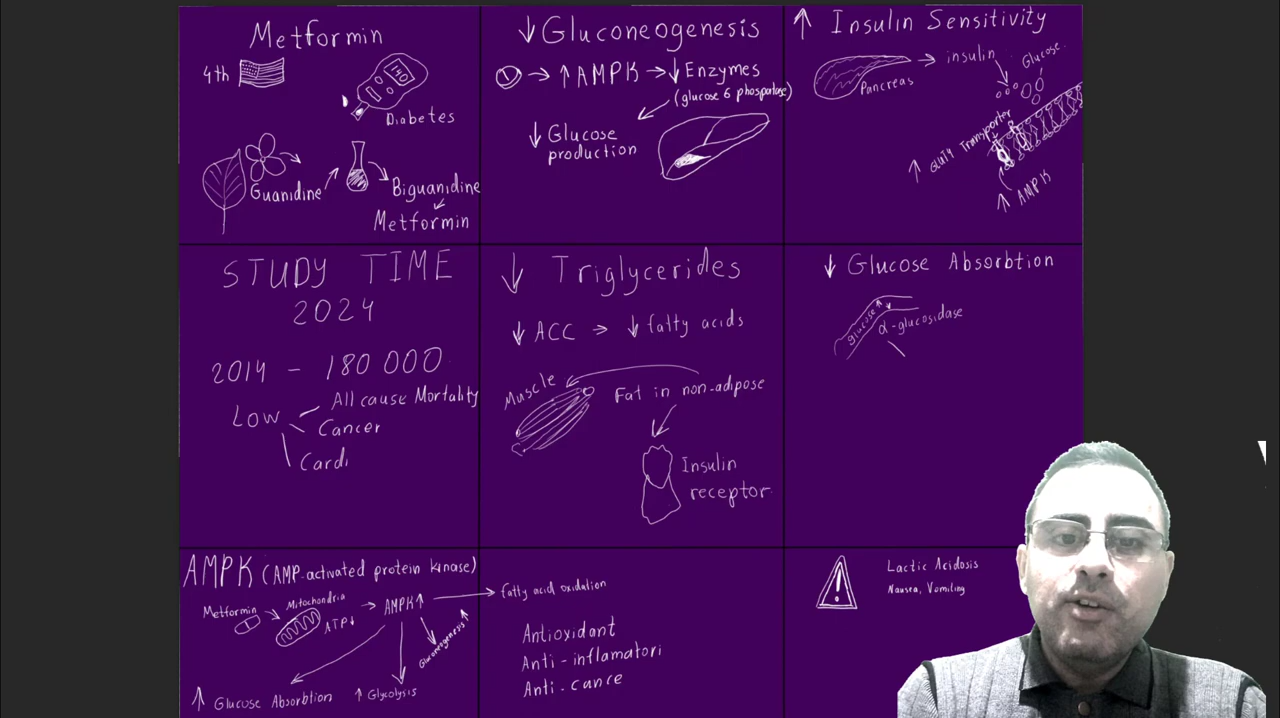 Metformin
4th
140
Diabetes
Guanidine
Biguanidine
Metformin
↓ Gluconeogenesis
→ ↑ AMPK → ↓ Enzymes
(glucose 6 phosportase)
↓ Glucose
production
↑ Insulin Sensitivity
→ insulin
Glucose
Pancreas
↑ GLUT4 Transporter
↑ AMPK
STUDY TIME
2024
2014 - 180 000
Low
All cause Mortality
Cancer
Cardi
↓ Triglycerides
↓ ACC → ↓ fatty acids
Muscle
Fat in non-adipose
Insulin
receptor
↓ Glucose Absorbtion
glucose ↑
α-glucosidase
AMPK (AMP-activated protein kinase)
Metformin
Mitochondria
→ AMPK↑
ATP↓
Gluconeogenesis ↑
↑ Glucose Absorbtion
↑ Glycolysis
Fatty acid oxidation
Antioxidant
Anti-inflamatori
Anti-cance
Lactic Acidosis
Nausea, Vomiting